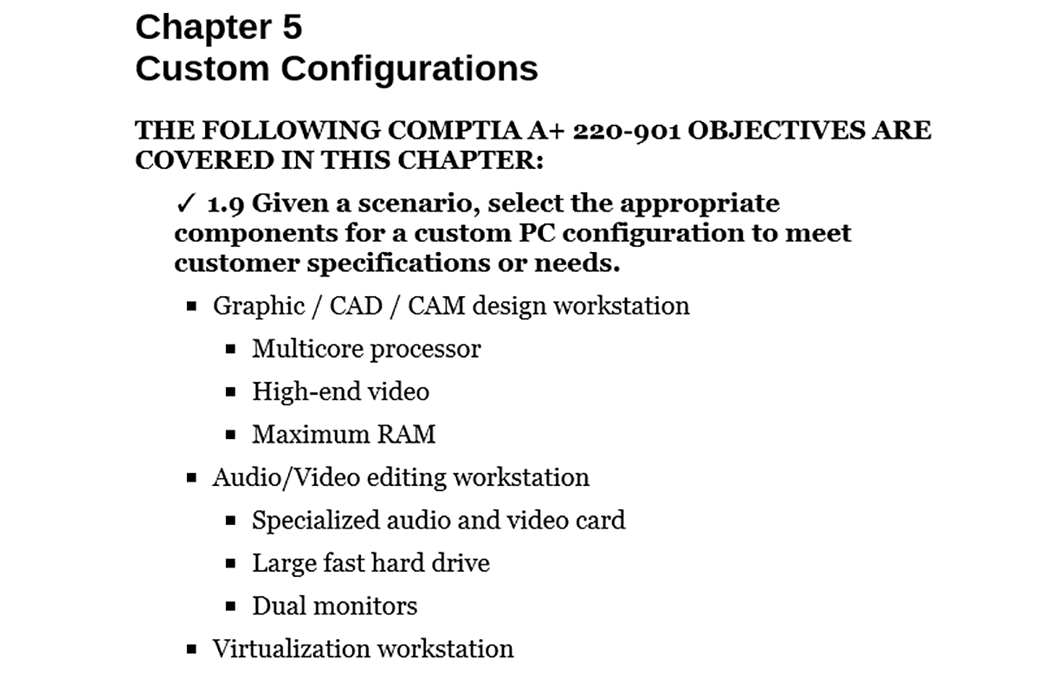 Chapter 5
Custom Configurations
THE FOLLOWING COMPTIA A+ 220-901 OBJECTIVES ARE
COVERED IN THIS CHAPTER:
✓ 1.9 Given a scenario, select the appropriate
components for a custom PC configuration to meet
customer specifications or needs.
▪ Graphic / CAD / CAM design workstation
▪ Multicore processor
▪ High-end video
▪ Maximum RAM
▪ Audio/Video editing workstation
▪ Specialized audio and video card
▪ Large fast hard drive
▪ Dual monitors
▪ Virtualization workstation